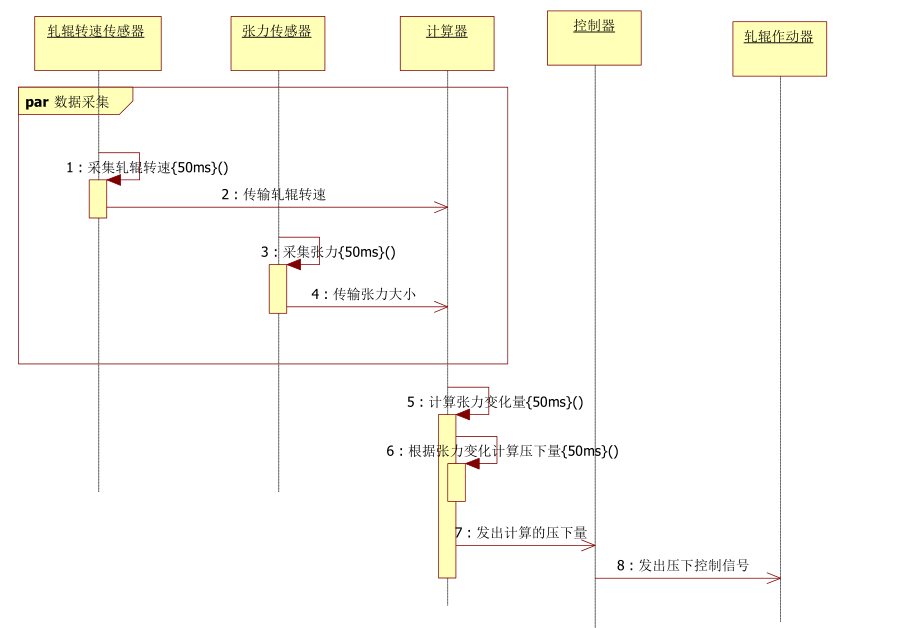 轧辊转速传感器
张力传感器
计算器
控制器
轧辊作动器
par 数据采集
1：采集轧辊转速{50ms}()
2：传输轧辊转速
3：采集张力{50ms}()
4：传输张力大小
5：计算张力变化量{50ms}()
6：根据张力变化计算压下量{50ms}()
7：发出计算的压下量
8：发出压下控制信号